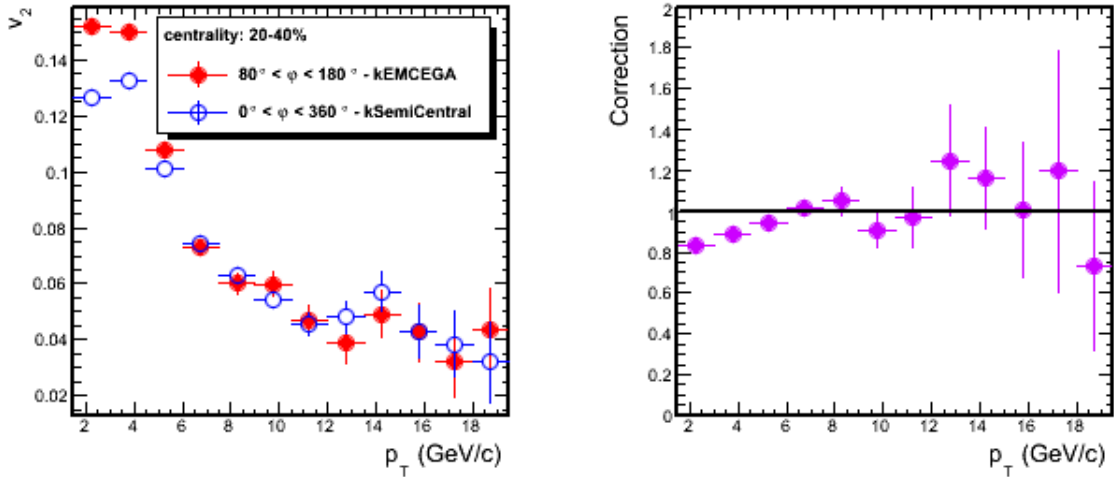 v2
0.14
0.12
0.1
0.08
0.06
0.04
0.02
centrality: 20-40%
80° < φ < 180 ° - kEMCEGA
0° < φ < 360 ° - kSemiCentral
2 4 6 8 10 12 14 16 18
pT (GeV/c)
Correction
2
1.8
1.6
1.4
1.2
1
0.8
0.6
0.4
0.2
0
2 4 6 8 10 12 14 16 18
pT (GeV/c)